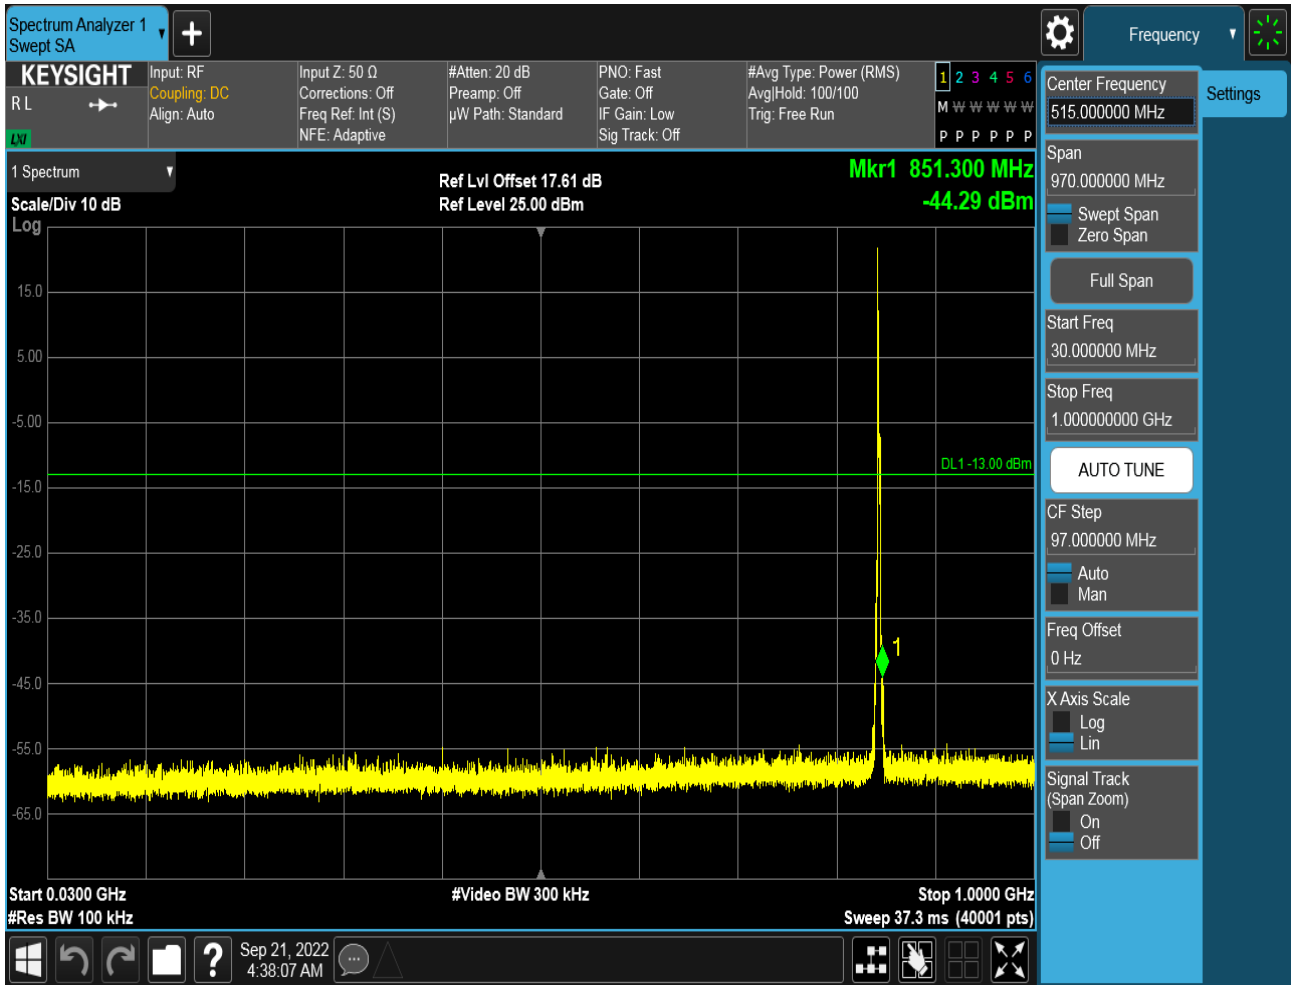 Spectrum Analyzer 1
Swept SA
Frequency
KEYSIGHT
R L
LXI
Input: RF
Coupling: DC
Align: Auto
Input Z: 50 Ω
Corrections: Off
Freq Ref: Int (S)
NFE: Adaptive
#Atten: 20 dB
Preamp: Off
µW Path: Standard
PNO: Fast
Gate: Off
IF Gain: Low
Sig Track: Off
#Avg Type: Power (RMS)
Avg|Hold: 100/100
Trig: Free Run
1 2 3 4 5 6
M W W W W W
P P P P P P
1 Spectrum
Scale/Div 10 dB
Log
Ref Lvl Offset 17.61 dB
Ref Level 25.00 dBm
Mkr1 851.300 MHz
-44.29 dBm
15.0
5.00
-5.00
-15.0
-25.0
-35.0
-45.0
-55.0
-65.0
DL1 -13.00 dBm
1
Start 0.0300 GHz
#Res BW 100 kHz
#Video BW 300 kHz
Stop 1.0000 GHz
Sweep 37.3 ms (40001 pts)
Center Frequency
515.000000 MHz
Settings
Span
970.000000 MHz
Swept Span
Zero Span
Full Span
Start Freq
30.000000 MHz
Stop Freq
1.000000000 GHz
AUTO TUNE
CF Step
97.000000 MHz
Auto
Man
Freq Offset
0 Hz
X Axis Scale
Log
Lin
Signal Track
(Span Zoom)
On
Off
?
Sep 21, 2022
4:38:07 AM